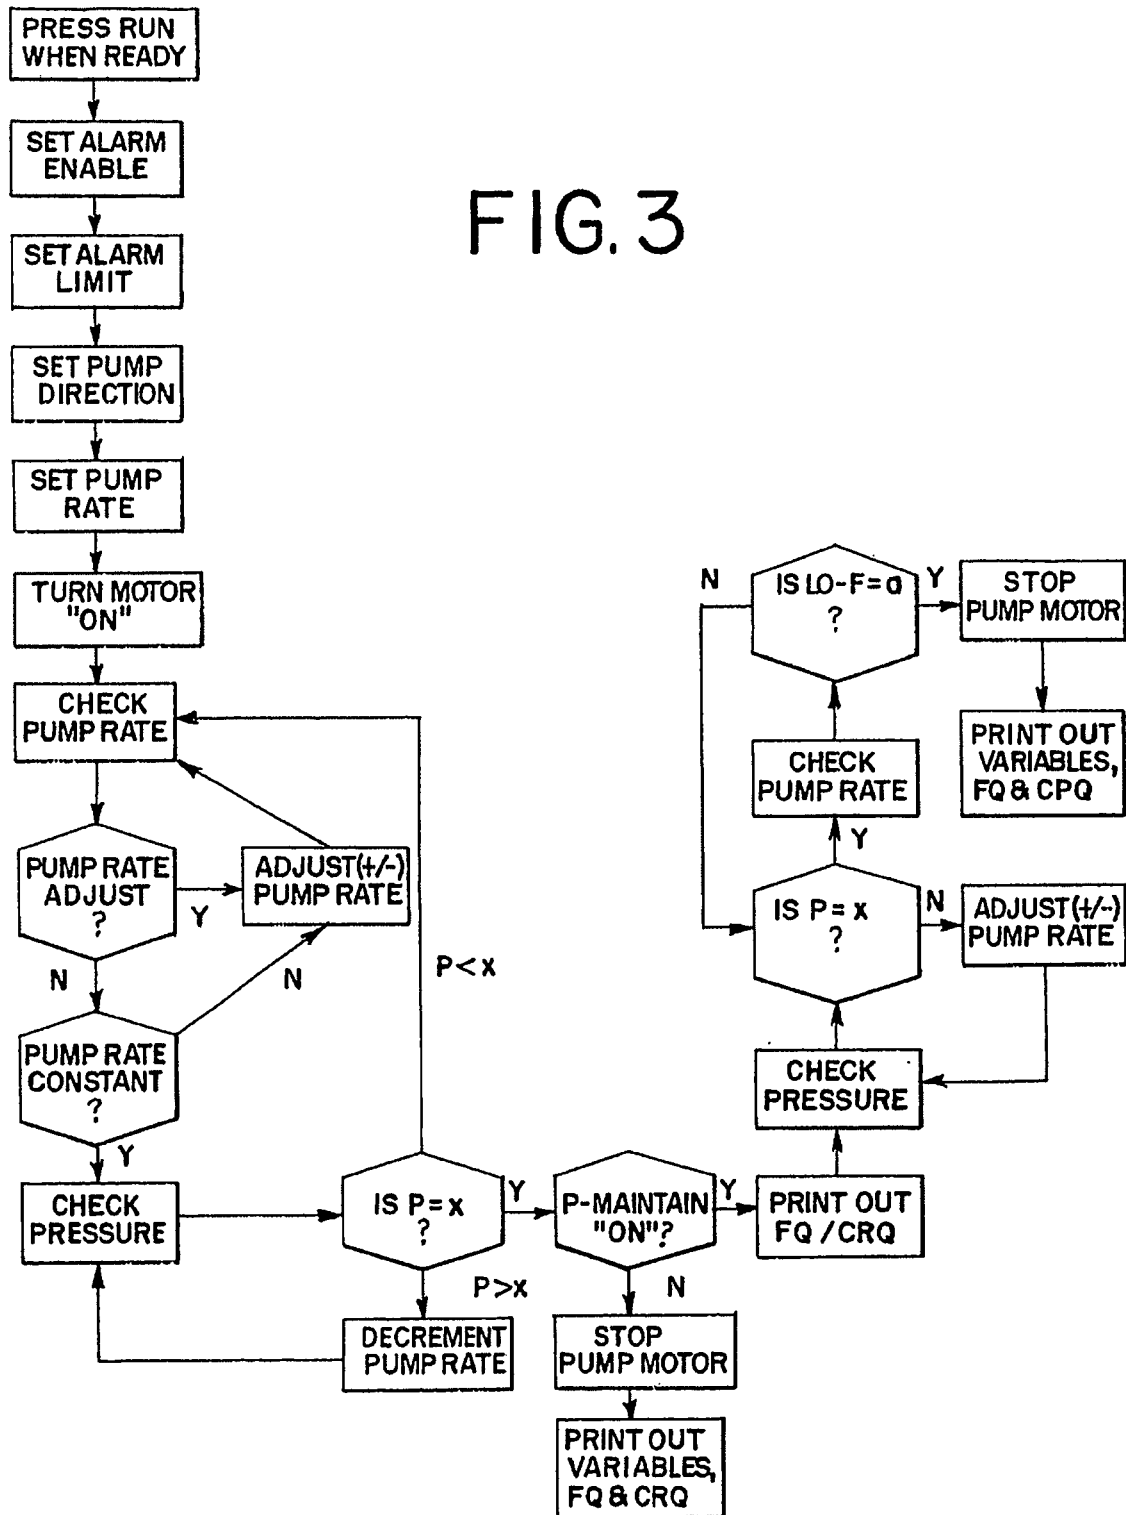 PRESS RUN
WHEN READY
SET ALARM
ENABLE
SET ALARM
LIMIT
SET PUMP
DIRECTION
SET PUMP
RATE
TURN MOTOR
"ON"
CHECK
PUMP RATE
PUMP RATE
ADJUST
?
Y
N
ADJUST(+/-)
PUMP RATE
PUMP RATE
CONSTANT
?
N
Y
CHECK
PRESSURE
IS P=x
?
P<x
P>x
Y
DECREMENT
PUMP RATE
P-MAINTAIN
"ON"?
Y
N
STOP
PUMP MOTOR
PRINT OUT
VARIABLES,
FQ & CRQ
PRINT OUT
FQ/CRQ
CHECK
PRESSURE
IS P=x
?
N
Y
ADJUST(+/-)
PUMP RATE
CHECK
PUMP RATE
IS LO-F=a
?
N
Y
STOP
PUMP MOTOR
PRINT OUT
VARIABLES,
FQ & CPQ
FIG. 3